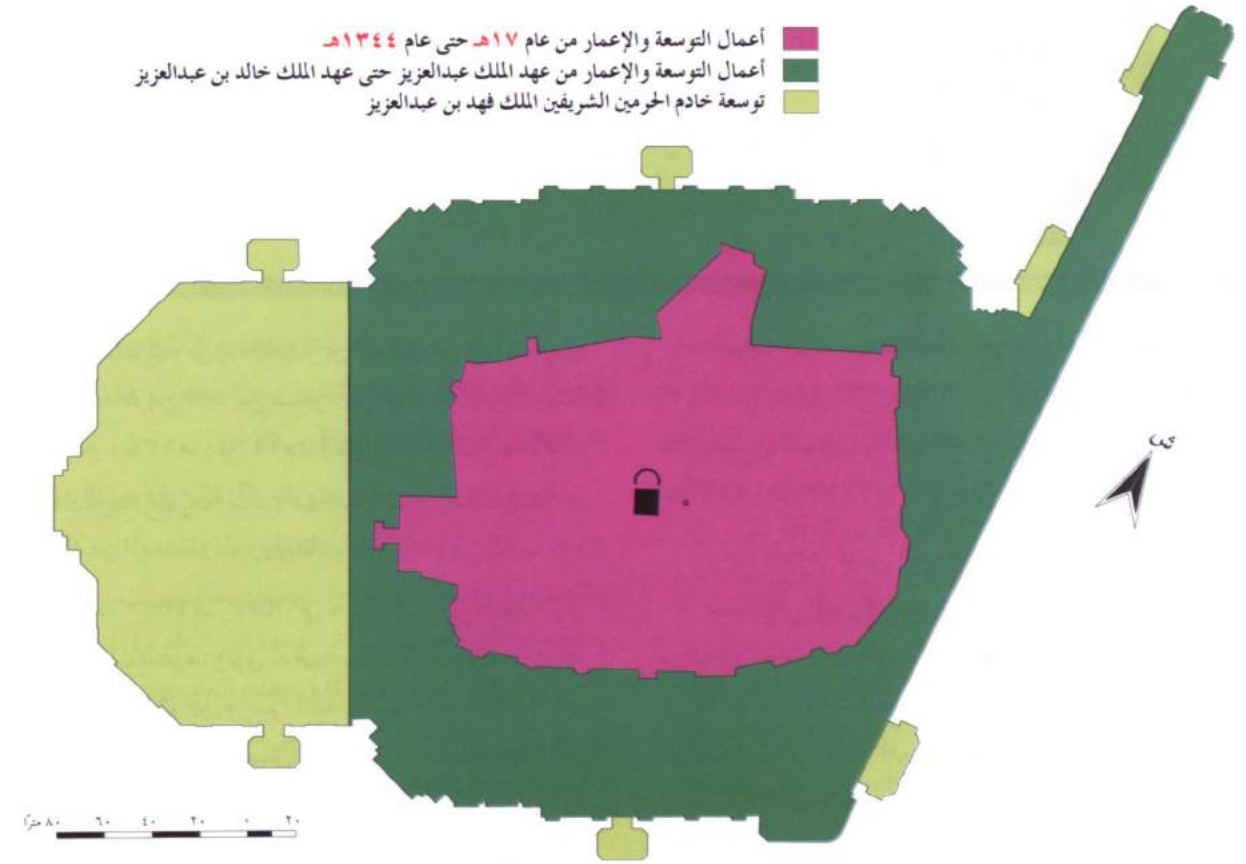 أعمال التوسعة والإعمار من عام ١٧هـ حتى عام ١٣٤٤هـ
أعمال التوسعة والإعمار من عهد الملك عبدالعزيز حتى عهد الملك خالد بن عبدالعزيز
توسعة خادم الحرمين الشريفين الملك فهد بن عبدالعزيز
ش
٢٠ ٠ ٢٠ ٤٠ ٦٠ ٨٠ مترًا